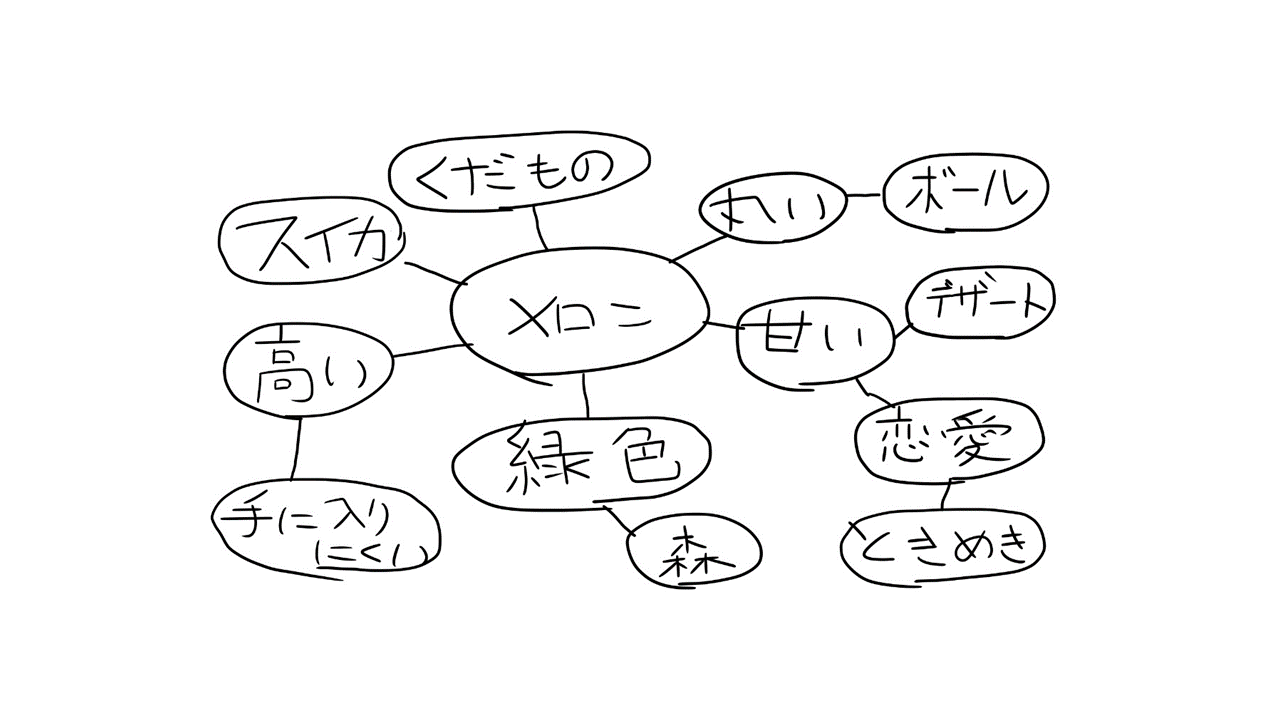 くだもの
スイカ
丸い
ボール
メロン
甘い
デザート
高い
緑色
恋愛
手に入り
にくい
森
ときめき